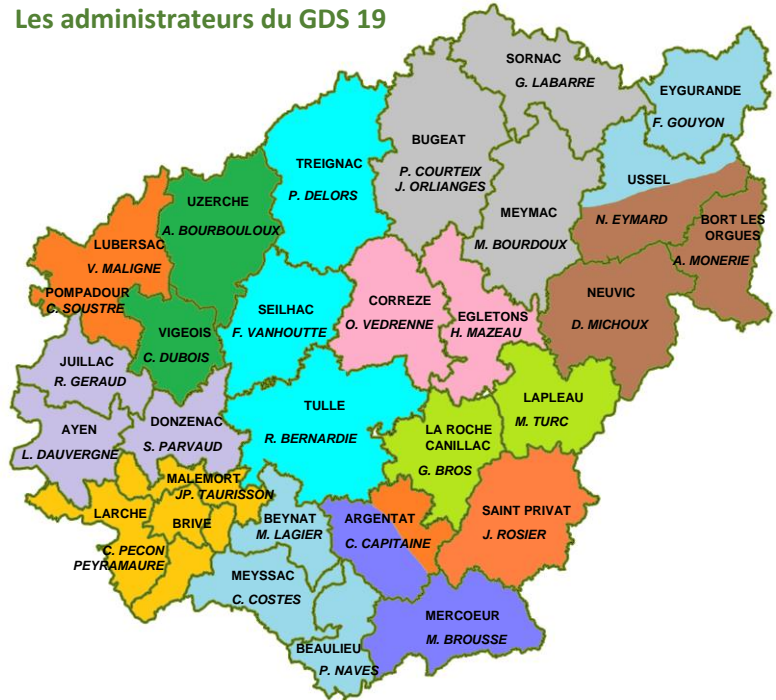 Les administrateurs du GDS 19
SORNAC
G. LABARRE
EYGURANDE
F. GOUYON
BUGEAT
P. COURTEIX
J. ORLIANGES
TREIGNAC
P. DELORS
USSEL
N. EYMARD
UZERCHE
A. BOURBOULOUX
MEYMAC
M. BOURDOUX
BORT LES
ORGUES
A. MONERIE
LUBERSAC
V. MALIGNE
POMPADOUR
C. SOUSTRE
SEILHAC
F. VANHOUTTE
CORREZE
O. VEDRENNE
EGLETONS
H. MAZEAU
NEUVIC
D. MICHOUX
VIGEOIS
C. DUBOIS
JUILLAC
R. GERAUD
LAPLEAU
M. TURC
TULLE
R. BERNARDIE
DONZENAC
S. PARVAUD
AYEN
L. DAUVERGNE
LA ROCHE
CANILLAC
G. BROS
MALEMORT
JP. TAURISSON
LARCHE
BRIVE
C. PECON
PEYRAMAURE
BEYNAT
M. LAGIER
ARGENTAT
C. CAPITAINE
SAINT PRIVAT
J. ROSIER
MEYSSAC
C. COSTES
MERCOEUR
M. BROUSSE
BEAULIEU
P. NAVES